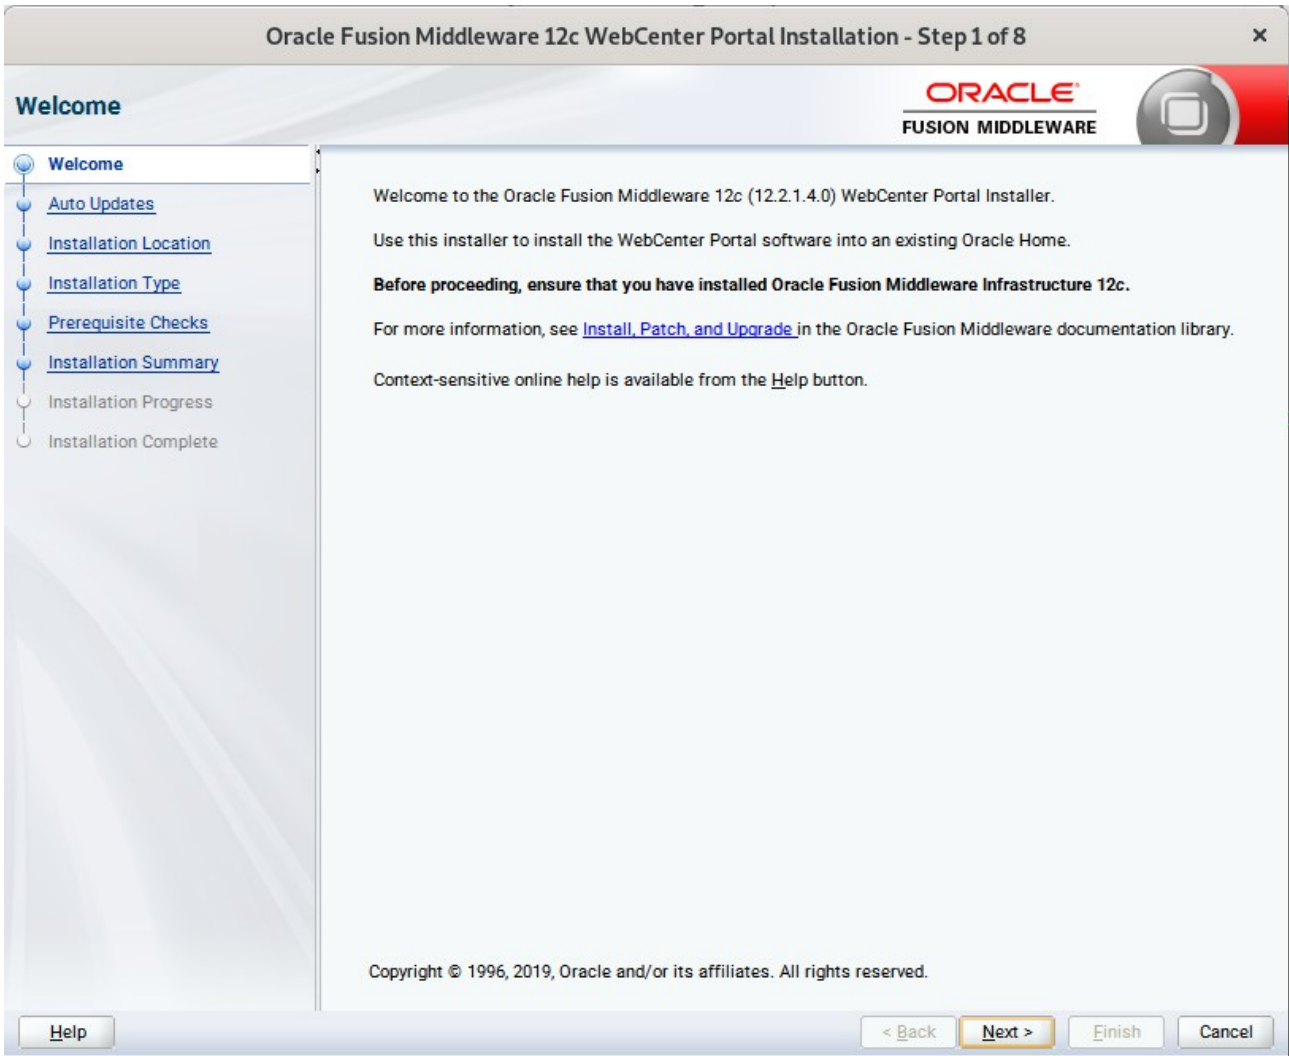 Oracle Fusion Middleware 12c WebCenter Portal Installation - Step 1 of 8
×
Welcome
ORACLE
FUSION MIDDLEWARE
Welcome
Auto Updates
Installation Location
Installation Type
Prerequisite Checks
Installation Summary
Installation Progress
Installation Complete
Welcome to the Oracle Fusion Middleware 12c (12.2.1.4.0) WebCenter Portal Installer.
Use this installer to install the WebCenter Portal software into an existing Oracle Home.
Before proceeding, ensure that you have installed Oracle Fusion Middleware Infrastructure 12c.
For more information, see Install, Patch, and Upgrade in the Oracle Fusion Middleware documentation library.
Context-sensitive online help is available from the Help button.
Copyright © 1996, 2019, Oracle and/or its affiliates. All rights reserved.
Help
< Back
Next >
Finish
Cancel